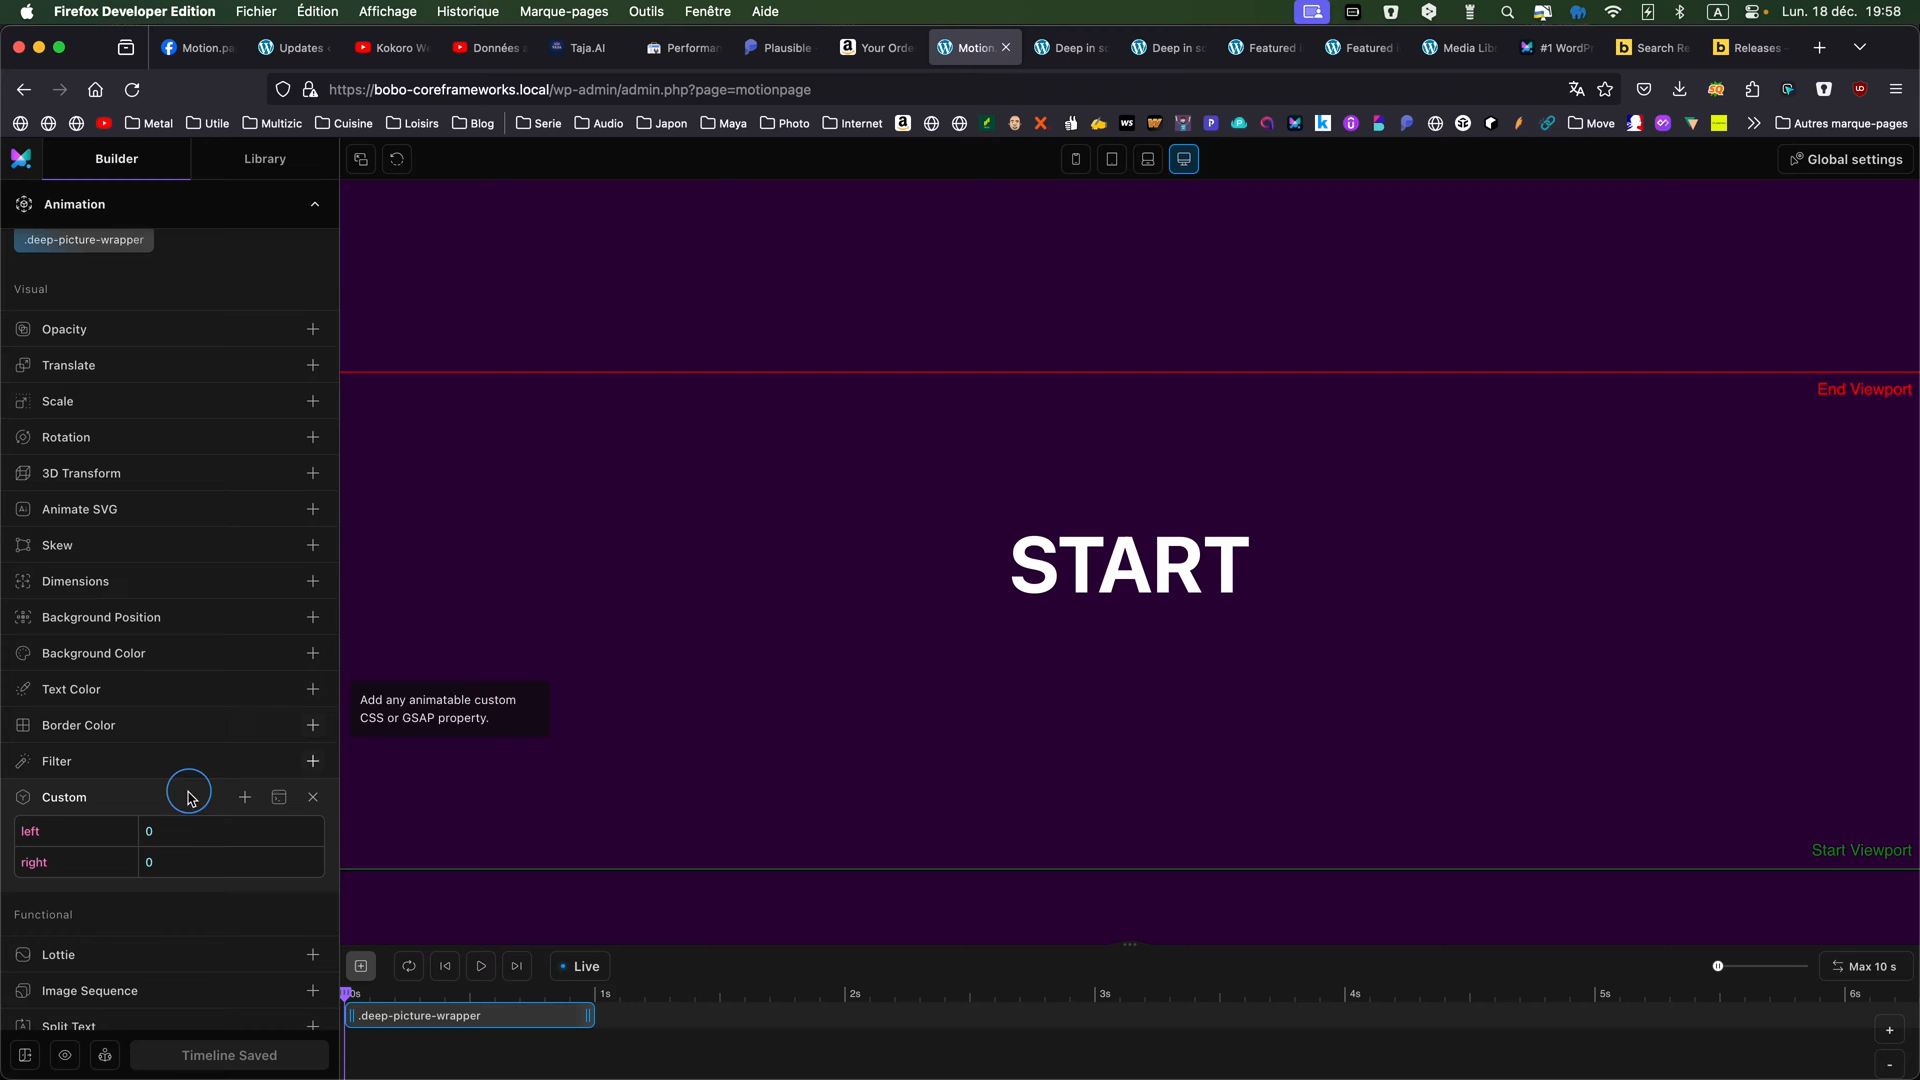 Firefox Developer Edition Fichier Édition Affichage Historique Marque-pages Outils Fenêtre Aide A Lun. 18 déc. 19:58
Motion.pa Updates Kokoro We Données a Taja.AI Performan Plausible Your Orde Motion. Deep in so Deep in so Featured i Featured i Media Lib #1 WordP Search Re Releases
https://bobo-coreframeworks.local/wp-admin/admin.php?page=motionpage
Metal Utile Multizic Cuisine Loisirs Blog Serie Audio Japon Maya Photo Internet Move Autres marque-pages
Builder Library Global settings
Animation
.deep-picture-wrapper
Visual
Opacity
Translate
Scale
Rotation
3D Transform
Animate SVG
Skew
Dimensions
Background Position
Background Color
Text Color
Border Color
Filter
Custom
left 0
right 0
Functional
Lottie
Image Sequence
Split Text
Timeline Saved
End Viewport
START
Add any animatable custom
CSS or GSAP property.
Start Viewport
Live Max 10 s
0s 1s 2s 3s 4s 5s 6s
.deep-picture-wrapper